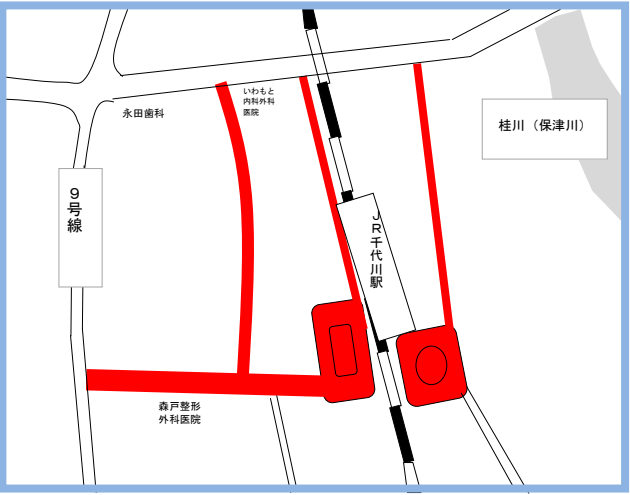 いわもと
内科外科
医院
永田歯科
桂川（保津川）
９号線
ＪＲ千代川駅
森戸整形
外科医院